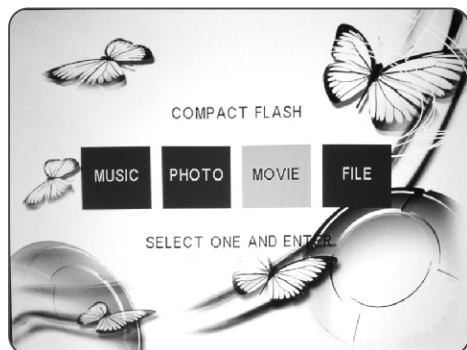 COMPACT FLASH
MUSIC PHOTO MOVIE FILE
SELECT ONE AND ENTER.